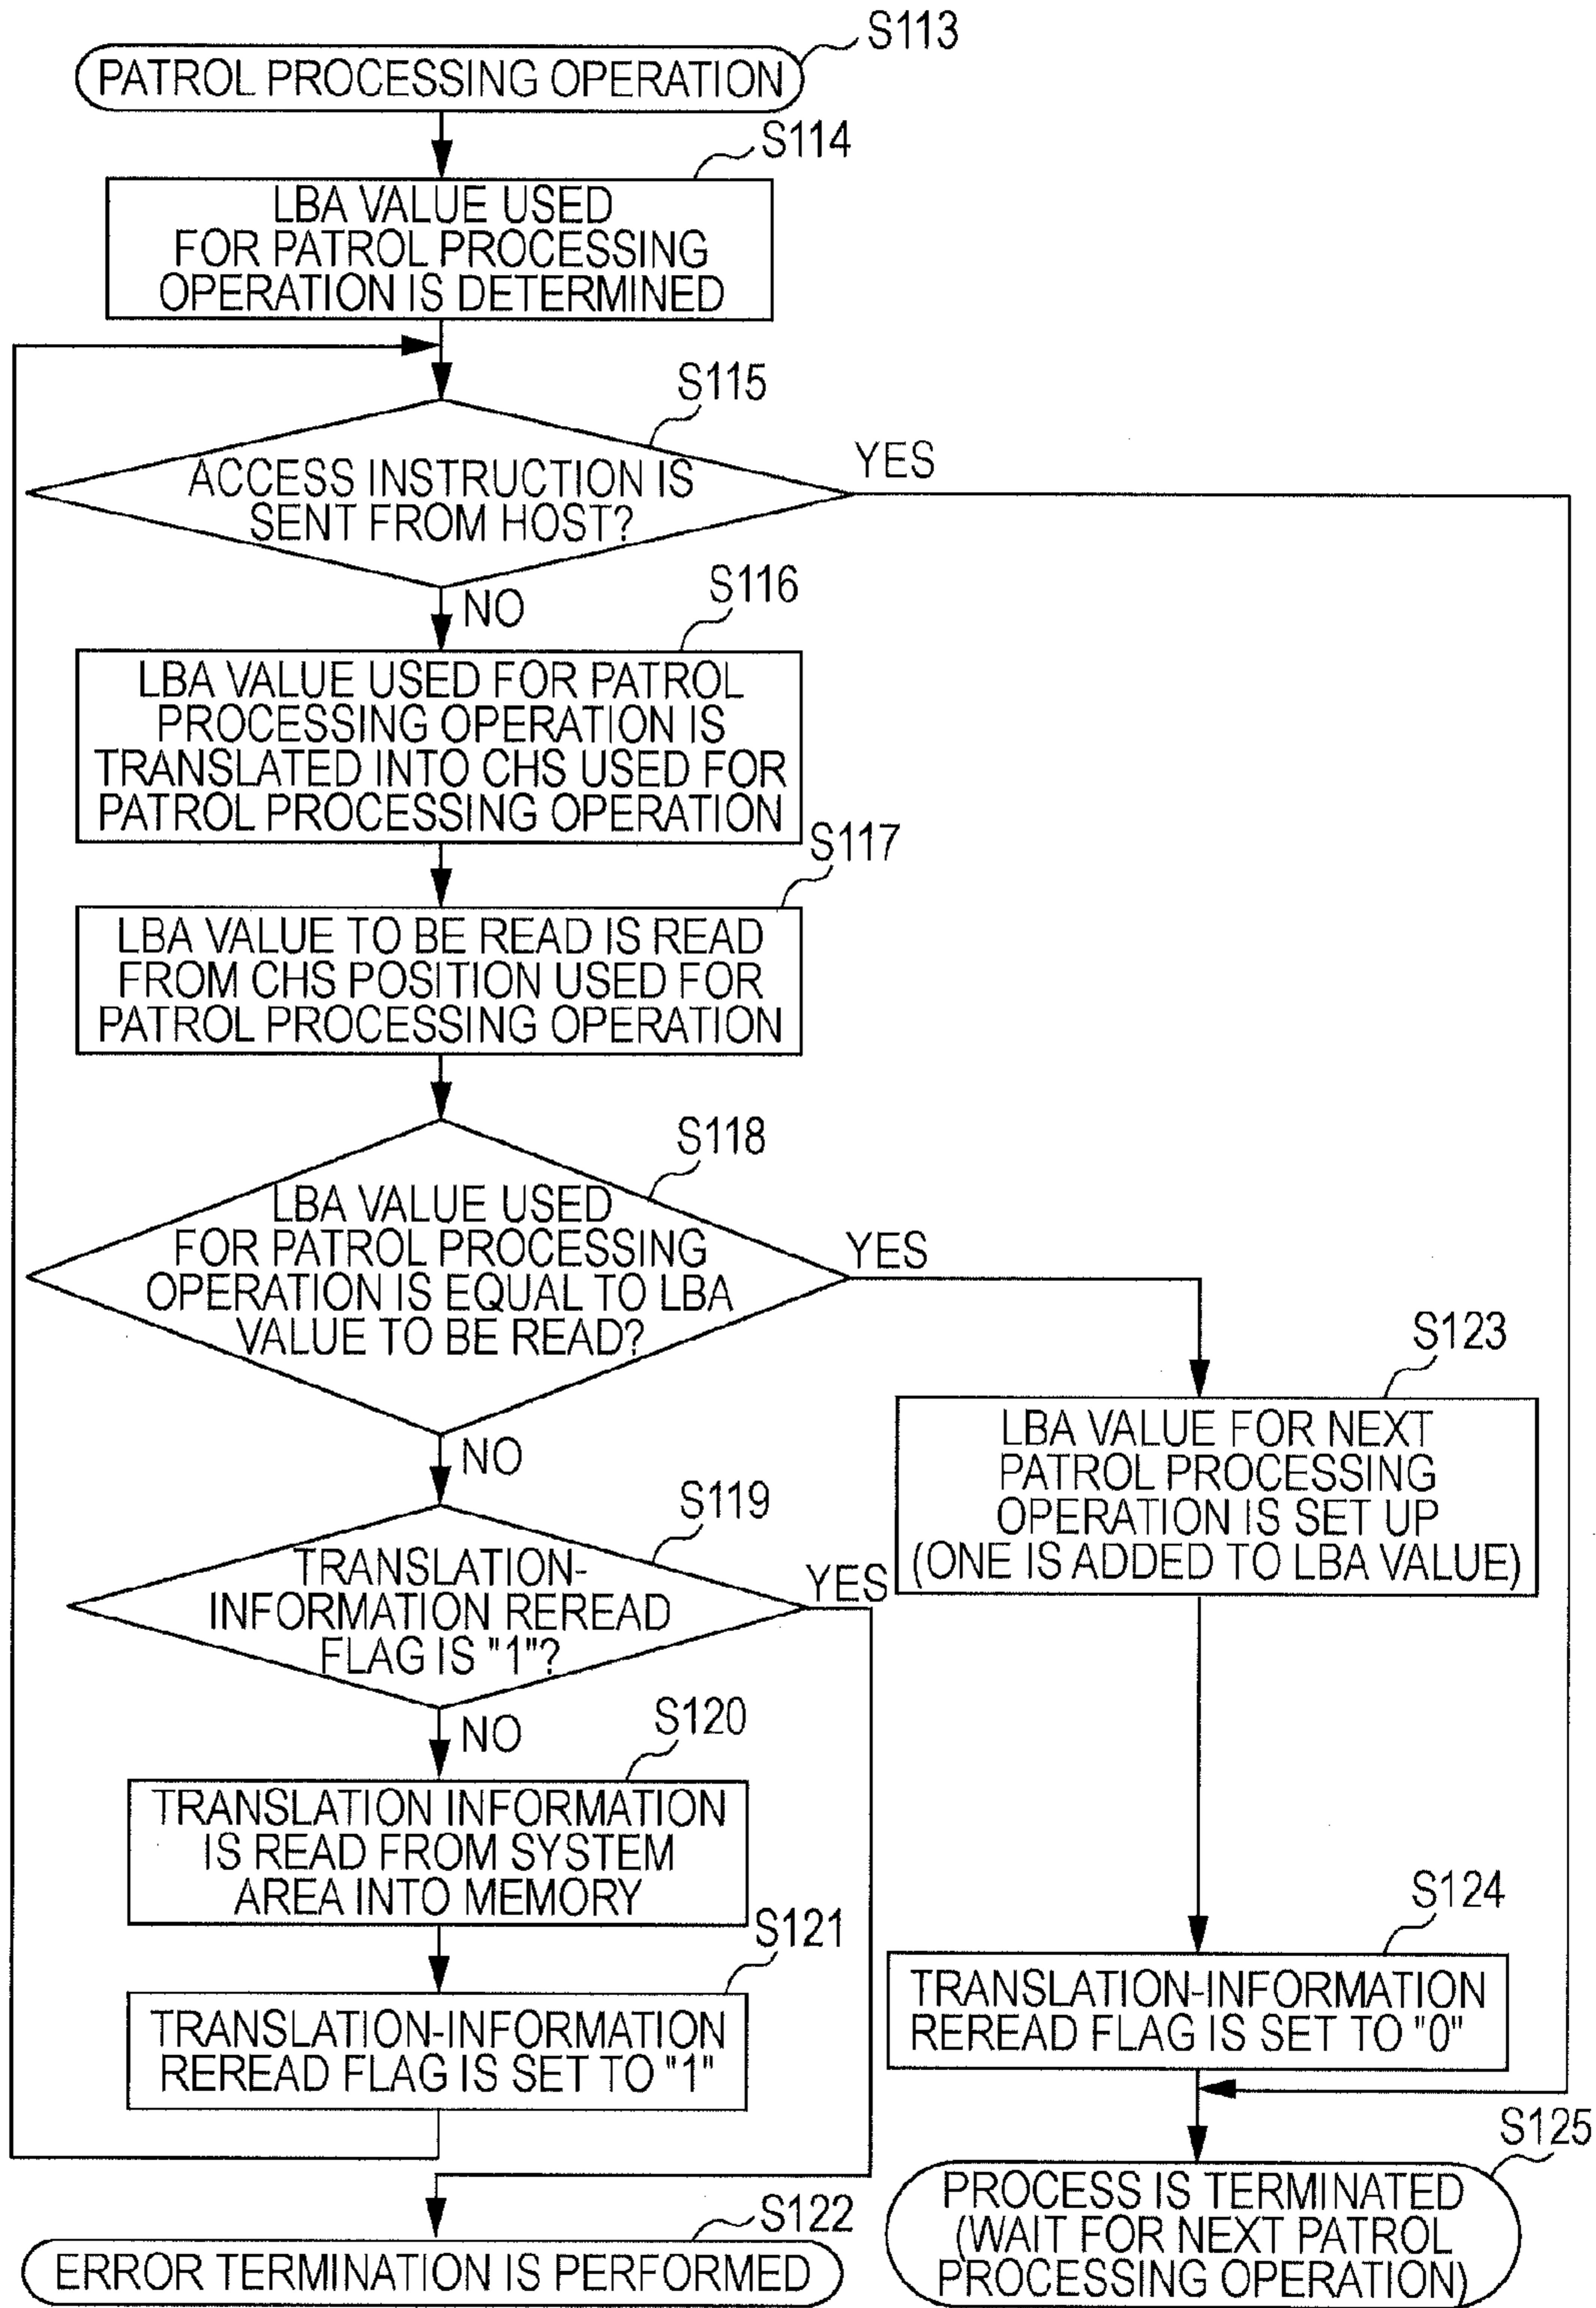 S113
PATROL PROCESSING OPERATION
S114
LBA VALUE USED
FOR PATROL PROCESSING
OPERATION IS DETERMINED
S115
ACCESS INSTRUCTION IS
SENT FROM HOST?
YES
NO
S116
LBA VALUE USED FOR PATROL
PROCESSING OPERATION IS
TRANSLATED INTO CHS USED FOR
PATROL PROCESSING OPERATION
S117
LBA VALUE TO BE READ IS READ
FROM CHS POSITION USED FOR
PATROL PROCESSING OPERATION
S118
LBA VALUE USED
FOR PATROL PROCESSING
OPERATION IS EQUAL TO LBA
VALUE TO BE READ?
YES
NO
S123
LBA VALUE FOR NEXT
PATROL PROCESSING
OPERATION IS SET UP
(ONE IS ADDED TO LBA VALUE)
S119
TRANSLATION-
INFORMATION REREAD
FLAG IS "1"?
YES
NO
S120
TRANSLATION INFORMATION
IS READ FROM SYSTEM
AREA INTO MEMORY
S121
TRANSLATION-INFORMATION
REREAD FLAG IS SET TO "1"
S124
TRANSLATION-INFORMATION
REREAD FLAG IS SET TO "0"
S122
ERROR TERMINATION IS PERFORMED
S125
PROCESS IS TERMINATED
(WAIT FOR NEXT PATROL
PROCESSING OPERATION)